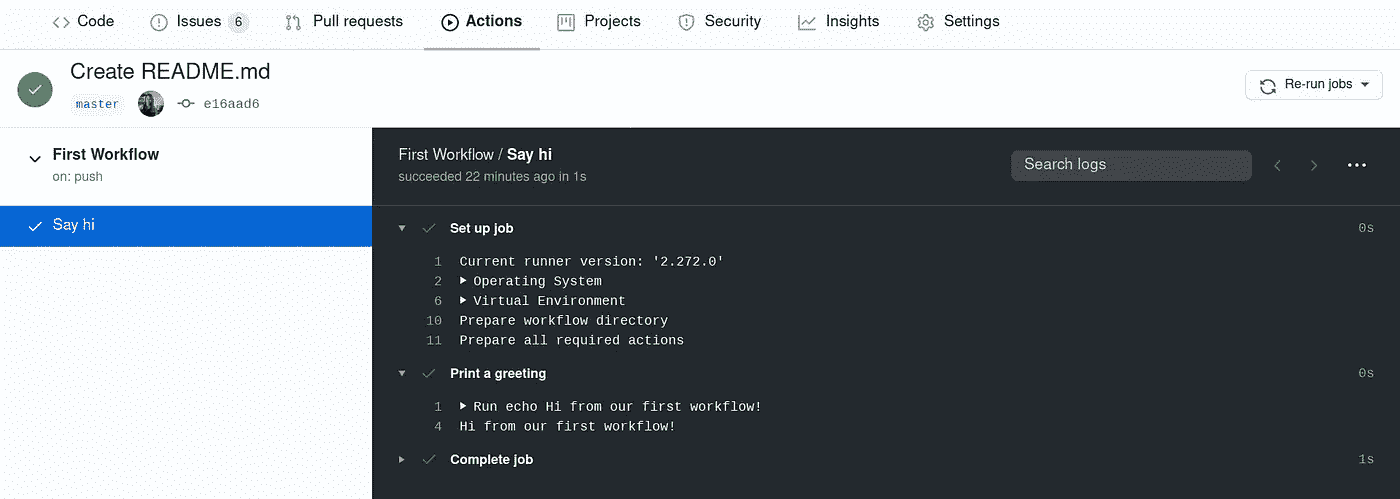 Code Issues 6 Pull requests Actions Projects Security Insights Settings
Create README.md
master e16aad6
Re-run jobs
First Workflow
on: push
Say hi
First Workflow / Say hi
succeeded 22 minutes ago in 1s
Search logs
Set up job 0s
1 Current runner version: '2.272.0'
2 Operating System
6 Virtual Environment
10 Prepare workflow directory
11 Prepare all required actions
Print a greeting 0s
1 Run echo Hi from our first workflow!
4 Hi from our first workflow!
Complete job 1s